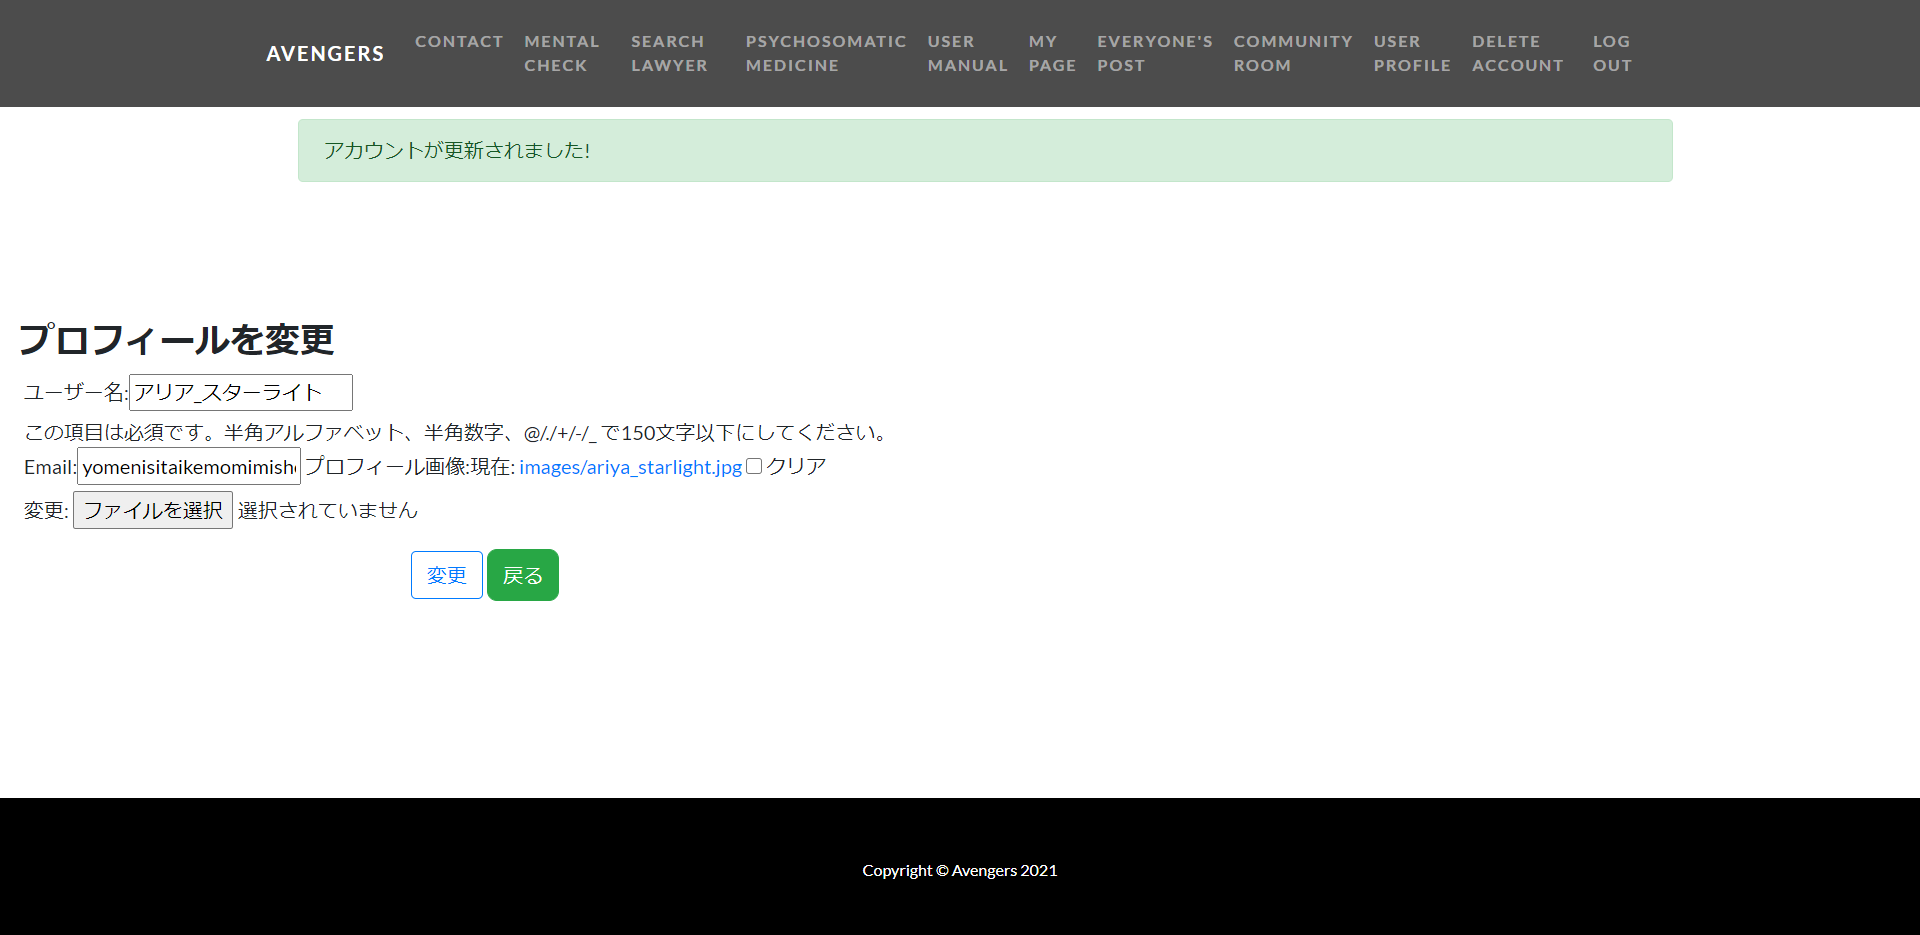 AVENGERS
CONTACT
MENTAL CHECK
SEARCH LAWYER
PSYCHOSOMATIC MEDICINE
USER MANUAL
MY PAGE
EVERYONE'S POST
COMMUNITY ROOM
USER PROFILE
DELETE ACCOUNT
LOG OUT
アカウントが更新されました!
プロフィールを変更
ユーザー名:アリア_スターライト
この項目は必須です。半角アルファベット、半角数字、@/./+/-/_ で150文字以下にしてください。
Email:yomenisitaikemomimish プロフィール画像:現在: images/ariya_starlight.jpg クリア
変更: ファイルを選択 選択されていません
変更 戻る
Copyright © Avengers 2021